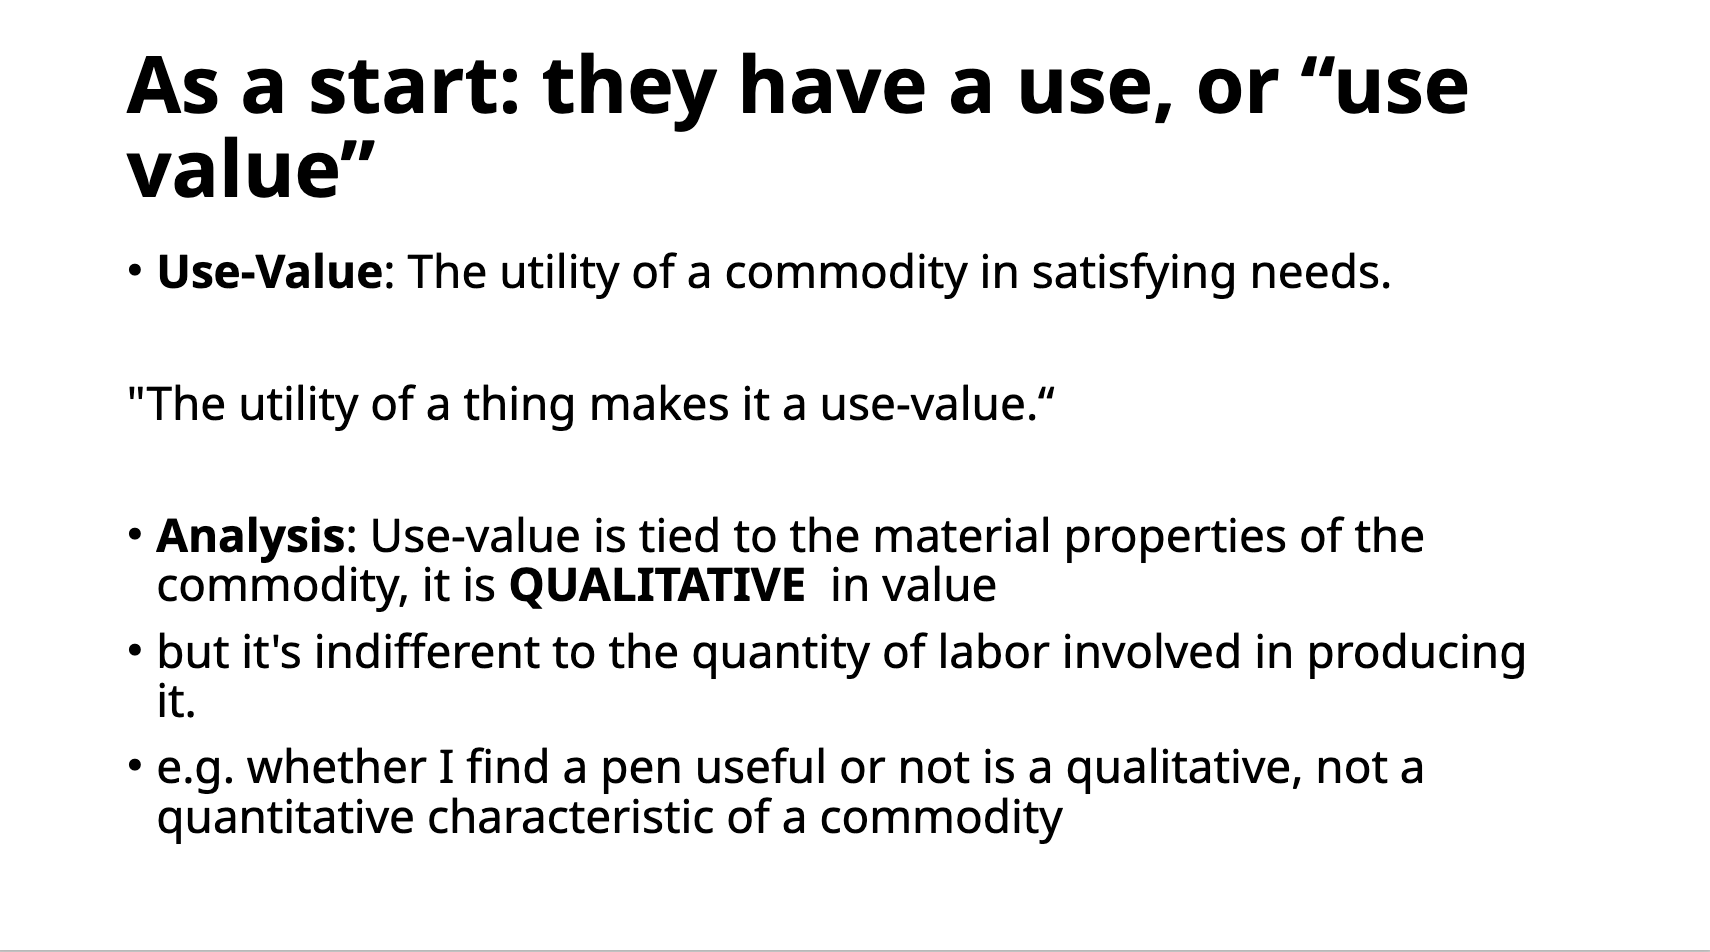 As a start: they have a use, or “use
value”
• Use-Value: The utility of a commodity in satisfying needs.
"The utility of a thing makes it a use-value.“
• Analysis: Use-value is tied to the material properties of the
commodity, it is QUALITATIVE  in value
• but it's indifferent to the quantity of labor involved in producing
it.
• e.g. whether I find a pen useful or not is a qualitative, not a
quantitative characteristic of a commodity